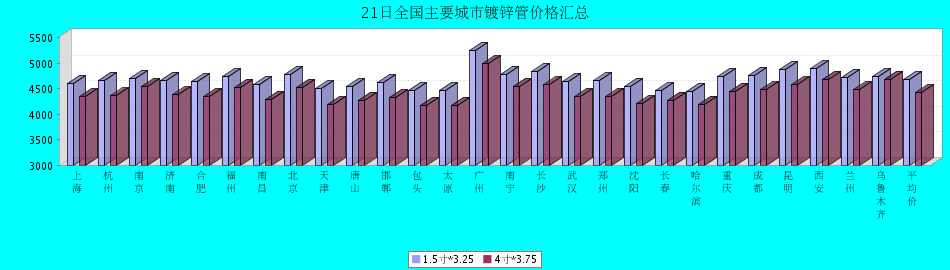 21日全国主要城市镀锌管价格汇总
5500
5000
4500
4000
3500
3000
上海
杭州
南京
济南
合肥
福州
南昌
北京
天津
唐山
邯郸
包头
太原
广州
南宁
长沙
武汉
郑州
沈阳
长春
哈尔滨
重庆
成都
昆明
西安
兰州
乌鲁木齐
平均价
1.5寸*3.25
4寸*3.75